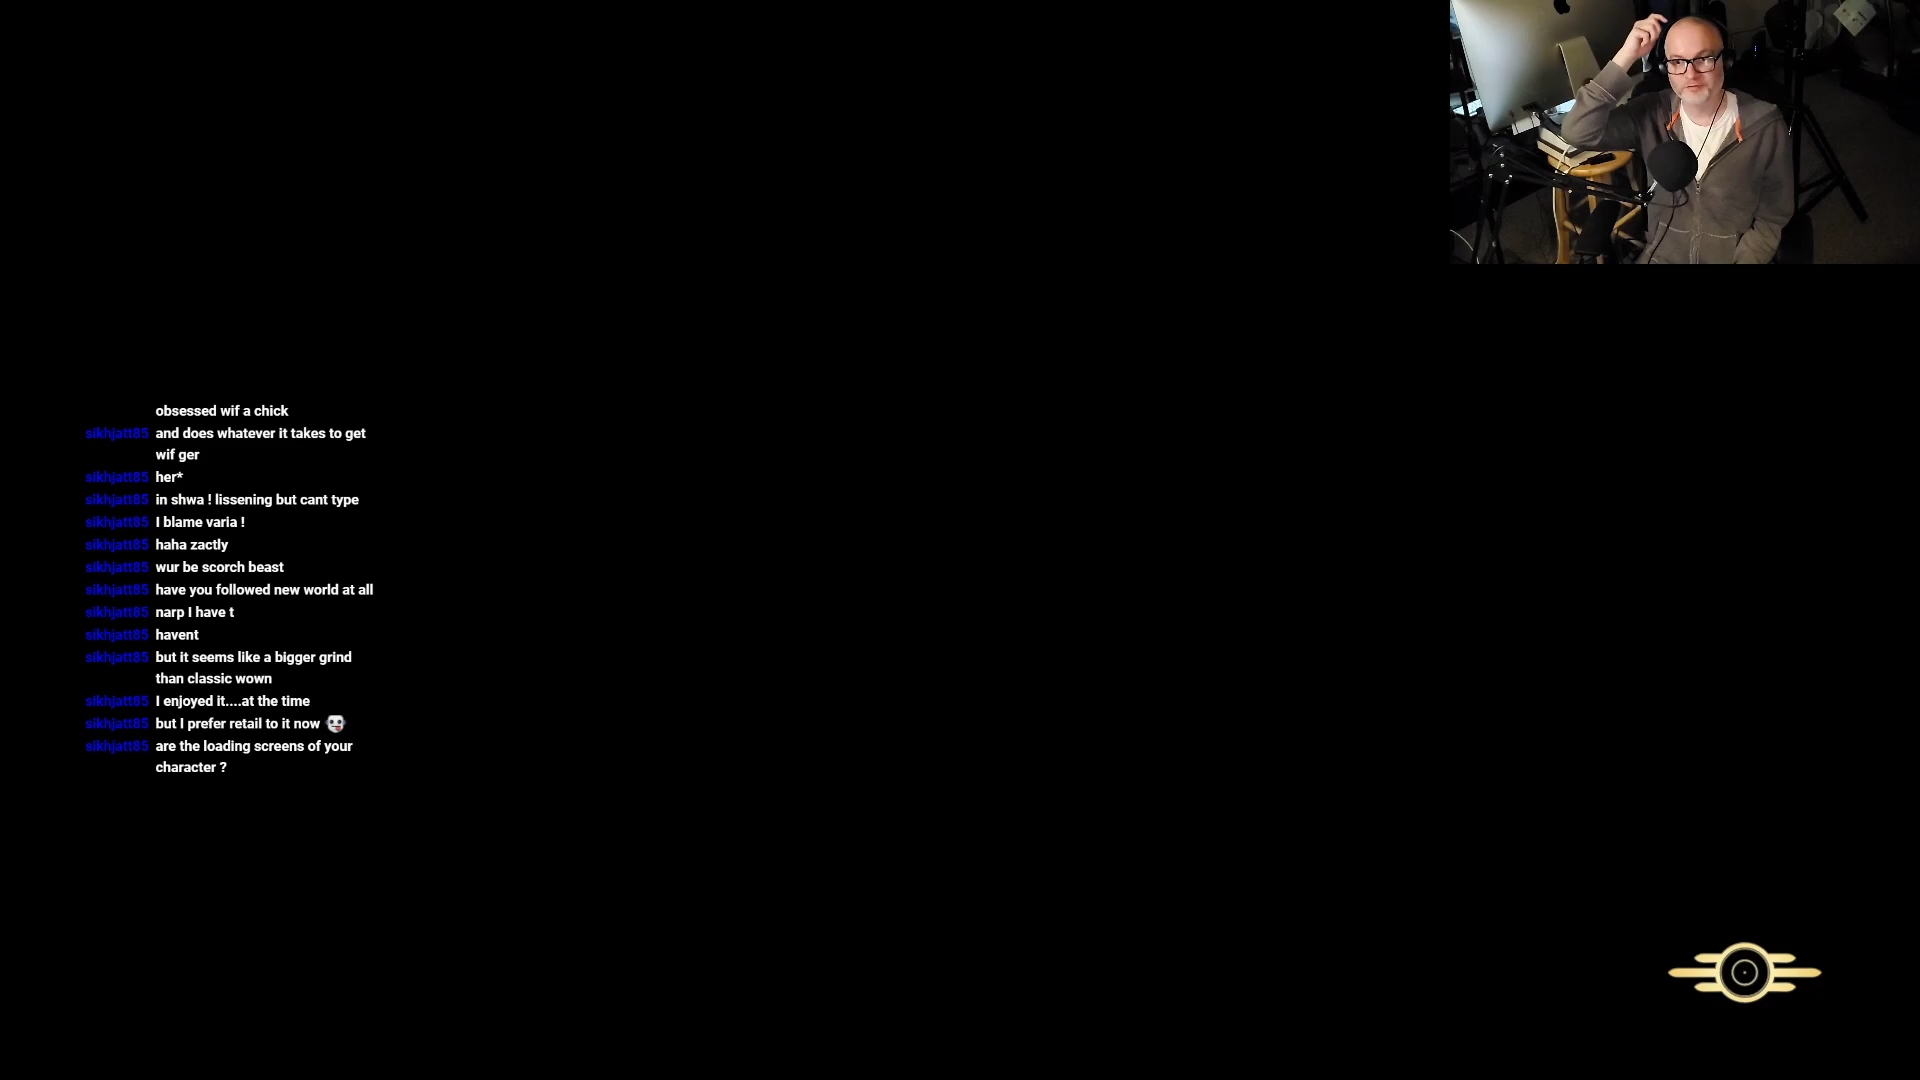 obsessed wif a chick
sikhjatt85 and does whatever it takes to get
wif ger
sikhjatt85 her*
sikhjatt85 in shwa ! lissening but cant type
sikhjatt85 I blame varia !
sikhjatt85 haha zactly
sikhjatt85 wur be scorch beast
sikhjatt85 have you followed new world at all
sikhjatt85 narp I have t
sikhjatt85 havent
sikhjatt85 but it seems like a bigger grind
than classic wown
sikhjatt85 I enjoyed it....at the time
sikhjatt85 but I prefer retail to it now 👻
sikhjatt85 are the loading screens of your
character ?